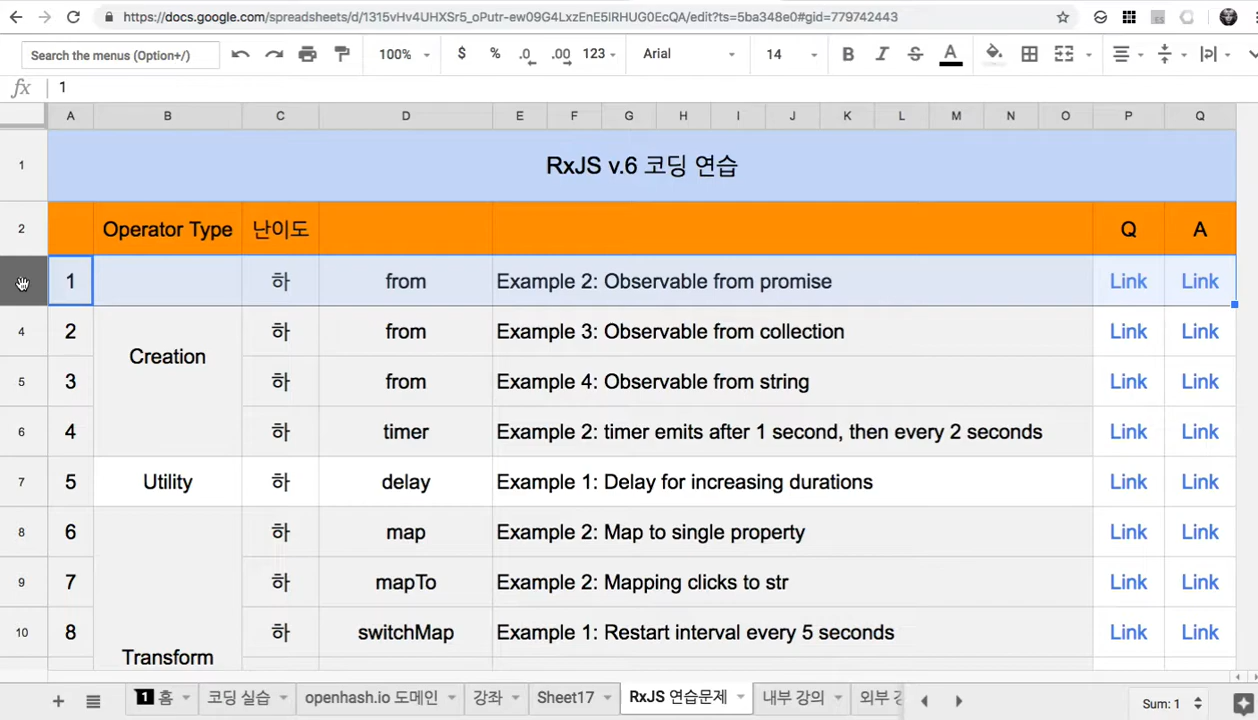 https://docs.google.com/spreadsheets/d/1315vHv4UHXSr5_oPutr-ew09G4LxzEnE5lRHUG0EcQA/edit?ts=5ba348e0#gid=779742443
Search the menus (Option+/) 100% $ % .0 .00 123 Arial 14 B I S A
fx 1
A B C D E F G H I J K L M N O P Q
1 RxJS v.6 코딩 연습
2 Operator Type 난이도 Q A
1 하 from Example 2: Observable from promise Link Link
4 2 Creation 하 from Example 3: Observable from collection Link Link
5 3 하 from Example 4: Observable from string Link Link
6 4 하 timer Example 2: timer emits after 1 second, then every 2 seconds Link Link
7 5 Utility 하 delay Example 1: Delay for increasing durations Link Link
8 6 하 map Example 2: Map to single property Link Link
9 7 하 mapTo Example 2: Mapping clicks to str Link Link
10 8 Transform 하 switchMap Example 1: Restart interval every 5 seconds Link Link
1 홈 코딩 실습 openhash.io 도메인 강좌 Sheet17 RxJS 연습문제 내부 강의 외부 Sum: 1